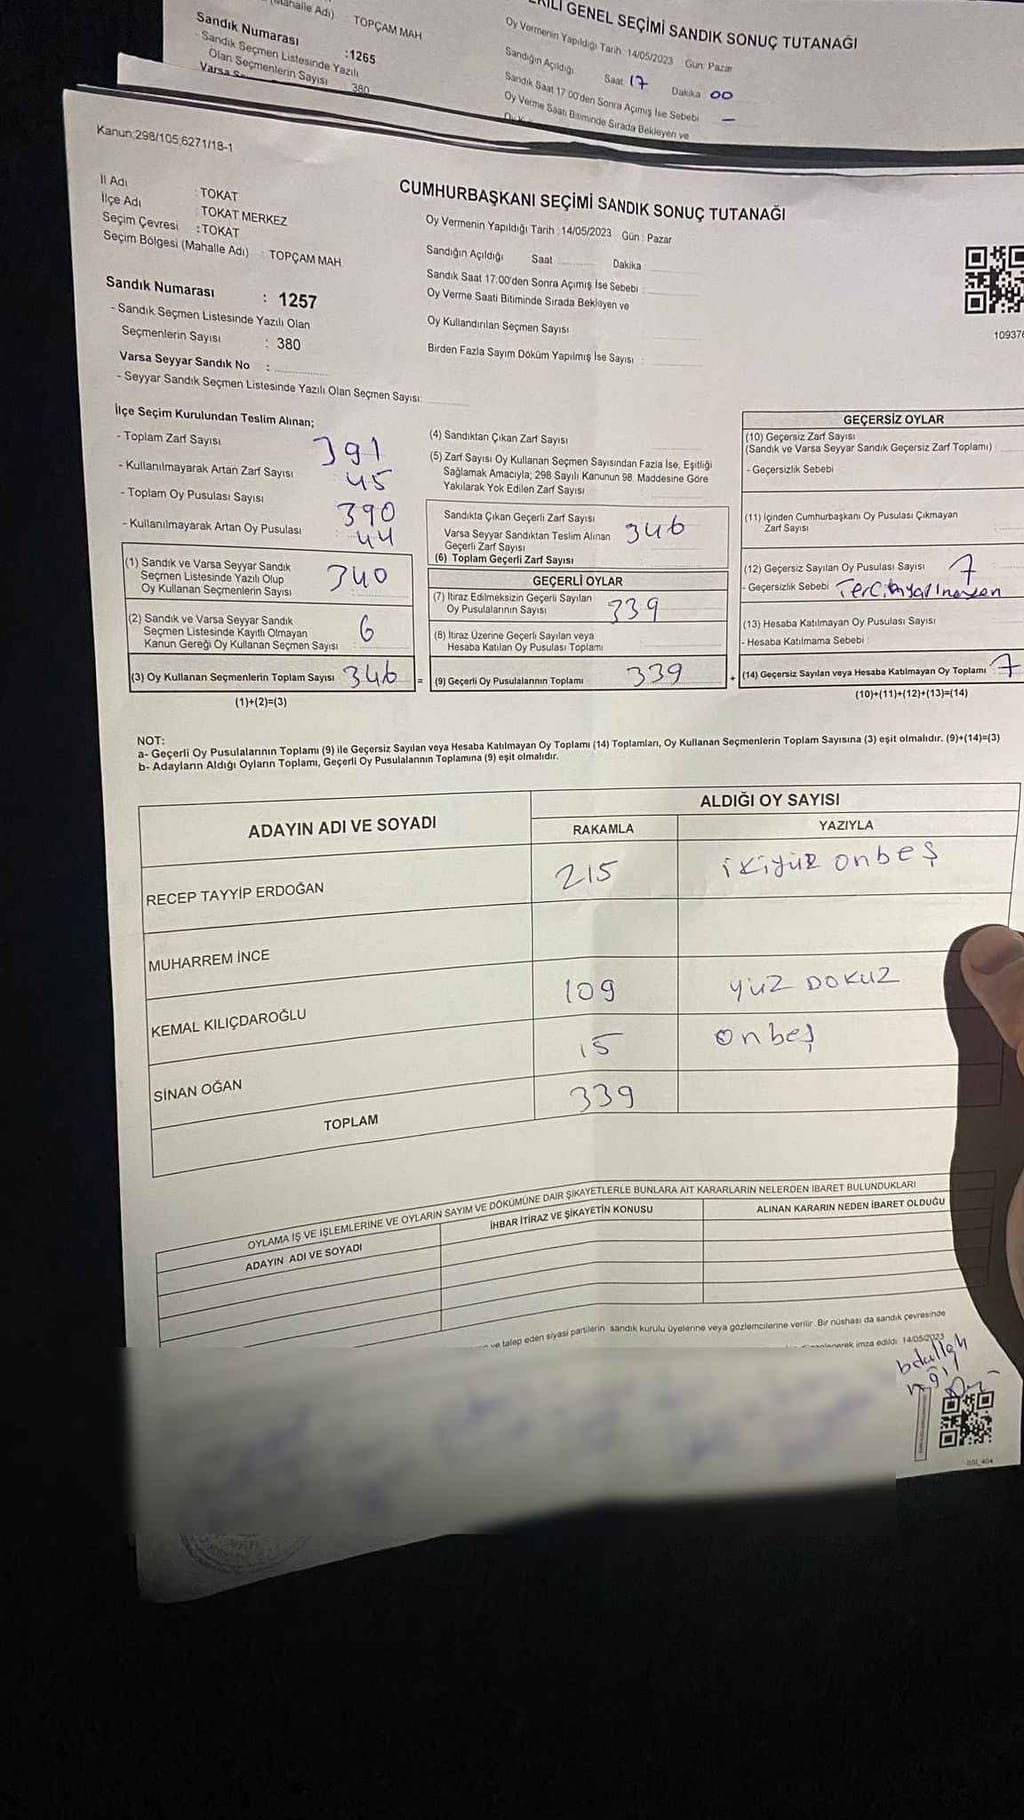 (Mahalle Adı) TOPÇAM MAH
Sandık Numarası :1265
- Sandık Seçmen Listesinde Yazılı
Olan Seçmenlerin Sayısı 380
GENEL SEÇİMİ SANDIK SONUÇ TUTANAĞI
Oy Vermenin Yapıldığı Tarih: 14/05/2023 Gün: Pazar
Sandığın Açıldığı Saat 17 Dakika 00
Sandık Saat 17:00'den Sonra Açımış İse Sebebi —
Oy Verme Saati Bitiminde Sırada Bekleyen ve
Kanun;298/105;6271/18-1
İl Adı : TOKAT
İlçe Adı : TOKAT MERKEZ
Seçim Çevresi : TOKAT
Seçim Bölgesi (Mahalle Adı) : TOPÇAM MAH
Sandık Numarası : 1257
- Sandık Seçmen Listesinde Yazılı Olan
Seçmenlerin Sayısı : 380
Varsa Seyyar Sandık No :
- Seyyar Sandık Seçmen Listesinde Yazılı Olan Seçmen Sayısı:
CUMHURBAŞKANI SEÇİMİ SANDIK SONUÇ TUTANAĞI
Oy Vermenin Yapıldığı Tarih : 14/05/2023 Gün : Pazar
Sandığın Açıldığı Saat Dakika
Sandık Saat 17:00'den Sonra Açımış İse Sebebi :
Oy Verme Saati Bitiminde Sırada Bekleyen ve
Oy Kullandırılan Seçmen Sayısı
Birden Fazla Sayım Döküm Yapılmış İse Sayısı
10937
İlçe Seçim Kurulundan Teslim Alınan;
- Toplam Zarf Sayısı 391
- Kullanılmayarak Artan Zarf Sayısı 45
- Toplam Oy Pusulası Sayısı 390
- Kullanılmayarak Artan Oy Pusulası 44
(1) Sandık ve Varsa Seyyar Sandık
Seçmen Listesinde Yazılı Olup
Oy Kullanan Seçmenlerin Sayısı 340
(2) Sandık ve Varsa Seyyar Sandık
Seçmen Listesinde Kayıtlı Olmayan
Kanun Gereği Oy Kullanan Seçmen Sayısı 6
(3) Oy Kullanan Seçmenlerin Toplam Sayısı 346 =
(1)+(2)=(3)
(4) Sandıktan Çıkan Zarf Sayısı
(5) Zarf Sayısı Oy Kullanan Seçmen Sayısından Fazla İse, Eşitliği
Sağlamak Amacıyla; 298 Sayılı Kanunun 98. Maddesine Göre
Yakılarak Yok Edilen Zarf Sayısı
Sandıkta Çıkan Geçerli Zarf Sayısı
Varsa Seyyar Sandıktan Teslim Alınan 346
Geçerli Zarf Sayısı
(6) Toplam Geçerli Zarf Sayısı
GEÇERLİ OYLAR
(7) İtiraz Edilmeksizin Geçerli Sayılan
Oy Pusulalarının Sayısı 339
(8) İtiraz Üzerine Geçerli Sayılan veya
Hesaba Katılan Oy Pusulası Toplamı
(9) Geçerli Oy Pusulalarının Toplamı 339 +
GEÇERSİZ OYLAR
(10) Geçersiz Zarf Sayısı
(Sandık ve Varsa Seyyar Sandık Geçersiz Zarf Toplamı)
- Geçersizlik Sebebi
(11) İçinden Cumhurbaşkanı Oy Pusulası Çıkmayan
Zarf Sayısı
(12) Geçersiz Sayılan Oy Pusulası Sayısı 7
- Geçersizlik Sebebi
(13) Hesaba Katılmayan Oy Pusulası Sayısı
- Hesaba Katılmama Sebebi :
(14) Geçersiz Sayılan veya Hesaba Katılmayan Oy Toplamı 7
(10)+(11)+(12)+(13)=(14)
NOT:
a- Geçerli Oy Pusulalarının Toplamı (9) ile Geçersiz Sayılan veya Hesaba Katılmayan Oy Toplamı (14) Toplamları, Oy Kullanan Seçmenlerin Toplam Sayısına (3) eşit olmalıdır. (9)+(14)=(3)
b- Adayların Aldığı Oyların Toplamı, Geçerli Oy Pusulalarının Toplamına (9) eşit olmalıdır.
ADAYIN ADI VE SOYADI ALDIĞI OY SAYISI
RAKAMLA YAZIYLA
RECEP TAYYİP ERDOĞAN 215 ikiyüz onbeş
MUHARREM İNCE
KEMAL KILIÇDAROĞLU 109 yüz DOKUZ
SİNAN OĞAN 15 onbeş
TOPLAM 339
OYLAMA İŞ VE İŞLEMLERİNE VE OYLARIN SAYIM VE DÖKÜMÜNE DAİR ŞİKAYETLERLE BUNLARA AİT KARARLARIN NELERDEN İBARET BULUNDUKLARI
ADAYIN ADI VE SOYADI İHBAR İTİRAZ VE ŞİKAYETİN KONUSU ALINAN KARARIN NEDEN İBARET OLDUĞU
ve talep eden siyasi partilerin sandık kurulu üyelerine veya gözlemcilerine verilir. Bir nüshası da sandık çevresinde
imza edildi. 14/05/2023